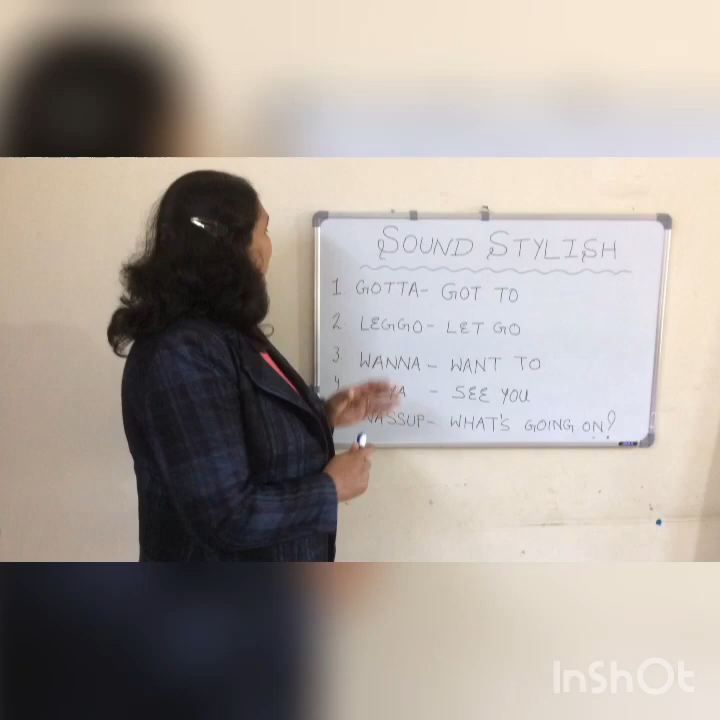 SOUND STYLISH
1 GOTTA- GOT TO
2 LEGGO- LET GO
3 WANNA - WANT TO
4 - SEE YOU
WASSUP- WHAT'S GOING ON?
InShOt